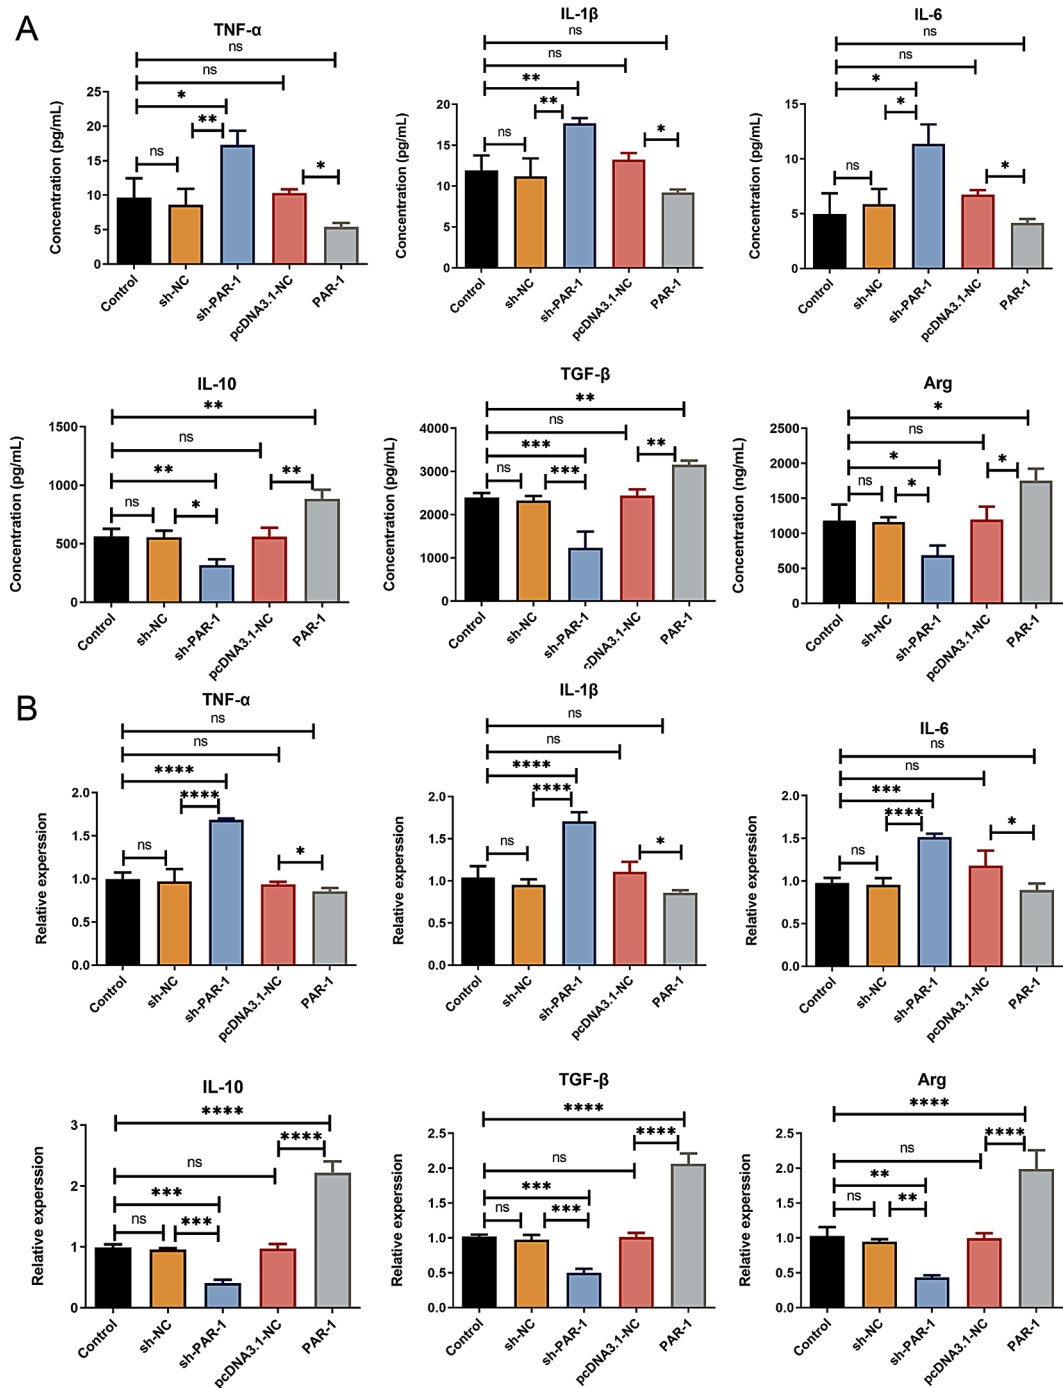 A
TNF-α
ns
ns
*
**
ns
*
Concentration (pg/mL)
25
20
15
10
5
0
Control
sh-NC
sh-PAR-1
pcDNA3.1-NC
PAR-1
IL-1β
ns
ns
**
**
ns
*
Concentration (pg/mL)
20
15
10
5
0
Control
sh-NC
sh-PAR-1
pcDNA3.1-NC
PAR-1
IL-6
ns
ns
*
*
ns
*
Concentration (pg/mL)
15
10
5
0
Control
sh-NC
sh-PAR-1
pcDNA3.1-NC
PAR-1
IL-10
**
ns
**
**
ns
*
Concentration (pg/mL)
1500
1000
500
0
Control
sh-NC
sh-PAR-1
pcDNA3.1-NC
PAR-1
TGF-β
**
ns
***
**
ns
***
Concentration (pg/mL)
4000
3000
2000
1000
0
Control
sh-NC
sh-PAR-1
cDNA3.1-NC
PAR-1
Arg
*
ns
*
*
ns
*
Concentration (ng/mL)
2500
2000
1500
1000
500
0
Control
sh-NC
sh-PAR-1
pcDNA3.1-NC
PAR-1
B
TNF-α
ns
ns
****
****
ns
*
Relative experssion
2.0
1.5
1.0
0.5
0.0
Control
sh-NC
sh-PAR-1
pcDNA3.1-NC
PAR-1
IL-1β
ns
ns
****
****
ns
*
Relative experssion
2.0
1.5
1.0
0.5
0.0
Control
sh-NC
sh-PAR-1
pcDNA3.1-NC
PAR-1
IL-6
ns
ns
***
****
ns
*
Relative experssion
2.0
1.5
1.0
0.5
0.0
Control
sh-NC
sh-PAR-1
pcDNA3.1-NC
PAR-1
IL-10
****
****
ns
***
ns
***
Relative experssion
3
2
1
0
Control
sh-NC
sh-PAR-1
pcDNA3.1-NC
PAR-1
TGF-β
****
****
ns
***
ns
***
Relative experssion
2.5
2.0
1.5
1.0
0.5
0.0
Control
sh-NC
sh-PAR-1
pcDNA3.1-NC
PAR-1
Arg
****
****
ns
**
ns
**
Relative experssion
2.5
2.0
1.5
1.0
0.5
0.0
Control
sh-NC
sh-PAR-1
pcDNA3.1-NC
PAR-1